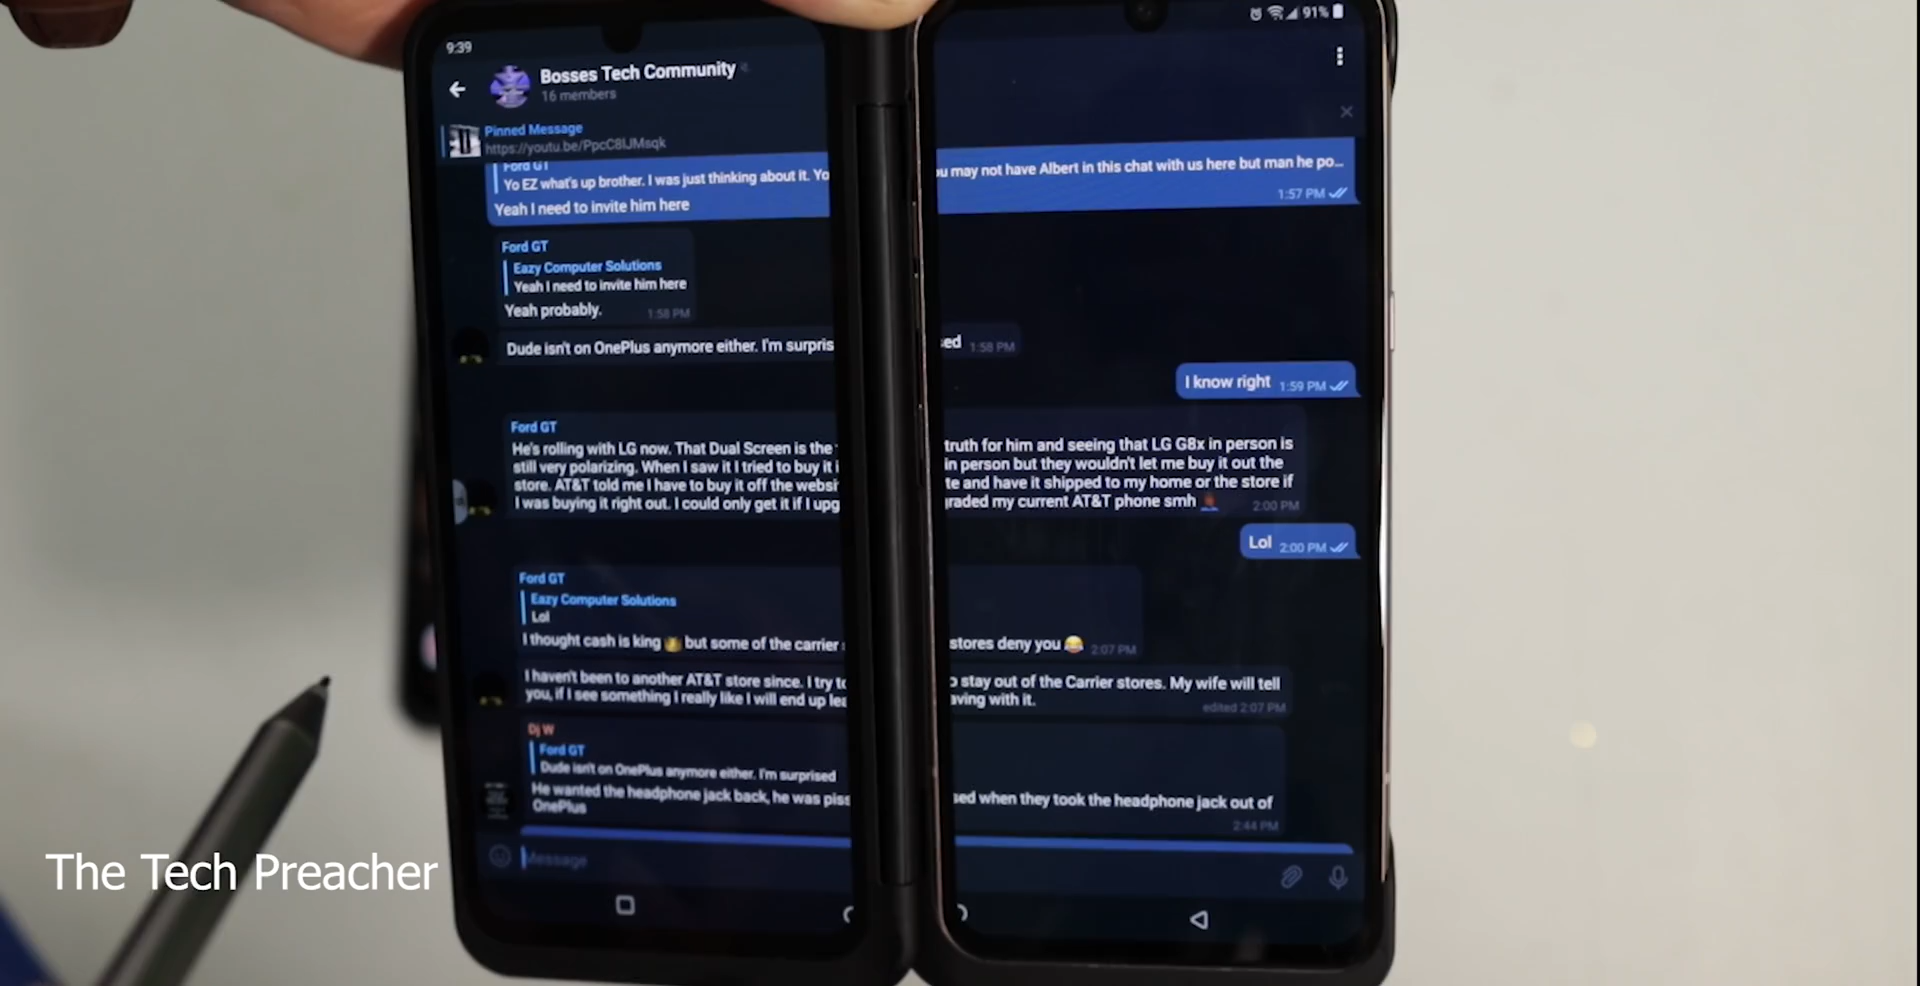 9:39
91%
Bosses Tech Community
16 members
Pinned Message
https://youtu.be/PpcC8lJMsqk
Ford GT
Yo EZ what's up brother. I was just thinking about it. Yo u may not have Albert in this chat with us here but man he po...
Yeah I need to invite him here
1:57 PM
Ford GT
Eazy Computer Solutions
Yeah I need to invite him here
Yeah probably.
1:58 PM
Dude isn't on OnePlus anymore either. I'm surpris ed 1:58 PM
I know right 1:59 PM
Ford GT
He's rolling with LG now. That Dual Screen is the truth for him and seeing that LG G8x in person is
still very polarizing. When I saw it I tried to buy it i in person but they wouldn't let me buy it out the
store. AT&T told me I have to buy it off the websi te and have it shipped to my home or the store if
I was buying it right out. I could only get it if I upg raded my current AT&T phone smh 🤦🏾‍♂️
2:00 PM
Lol 2:00 PM
Ford GT
Eazy Computer Solutions
Lol
I thought cash is king 🤴 but some of the carrier stores deny you 😂 2:07 PM
I haven't been to another AT&T store since. I try to o stay out of the Carrier stores. My wife will tell
you, if I see something I really like I will end up lea aving with it.
edited 2:07 PM
Dj W
Ford GT
Dude isn't on OnePlus anymore either. I'm surprised
He wanted the headphone jack back, he was piss sed when they took the headphone jack out of
OnePlus
2:44 PM
Message
The Tech Preacher